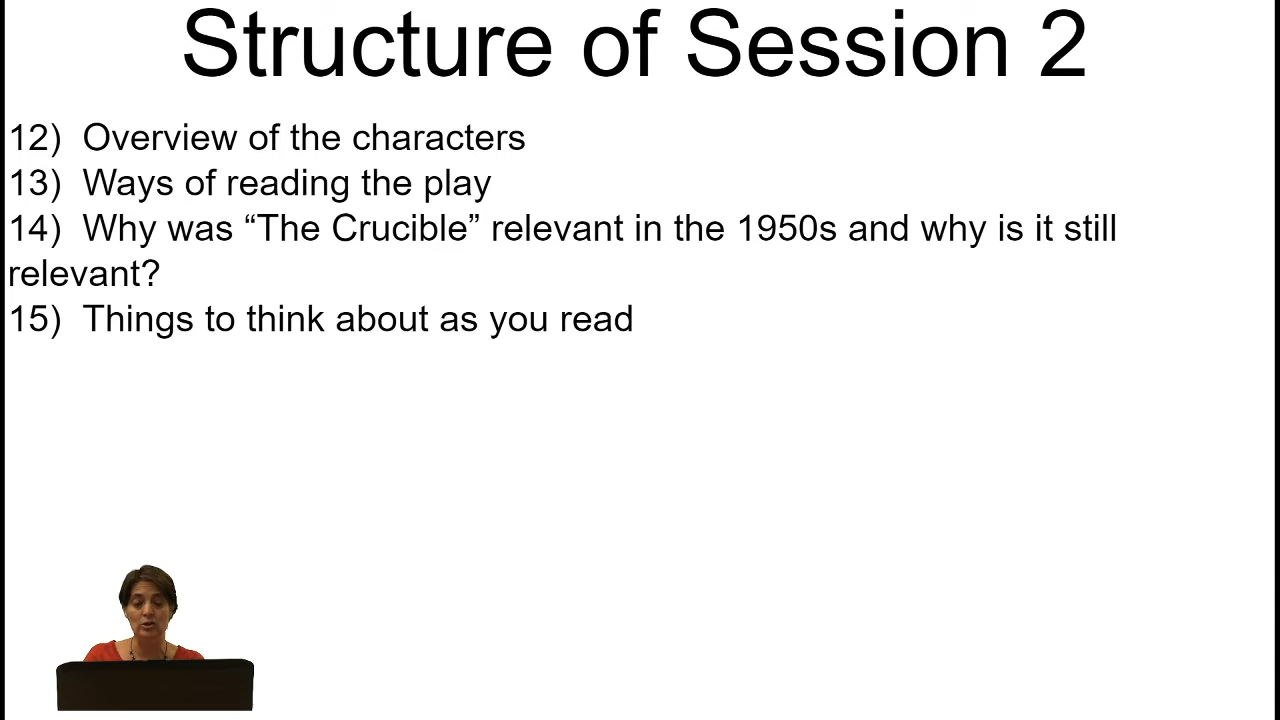 Structure of Session 2
12) Overview of the characters
13) Ways of reading the play
14) Why was “The Crucible” relevant in the 1950s and why is it still
relevant?
15) Things to think about as you read